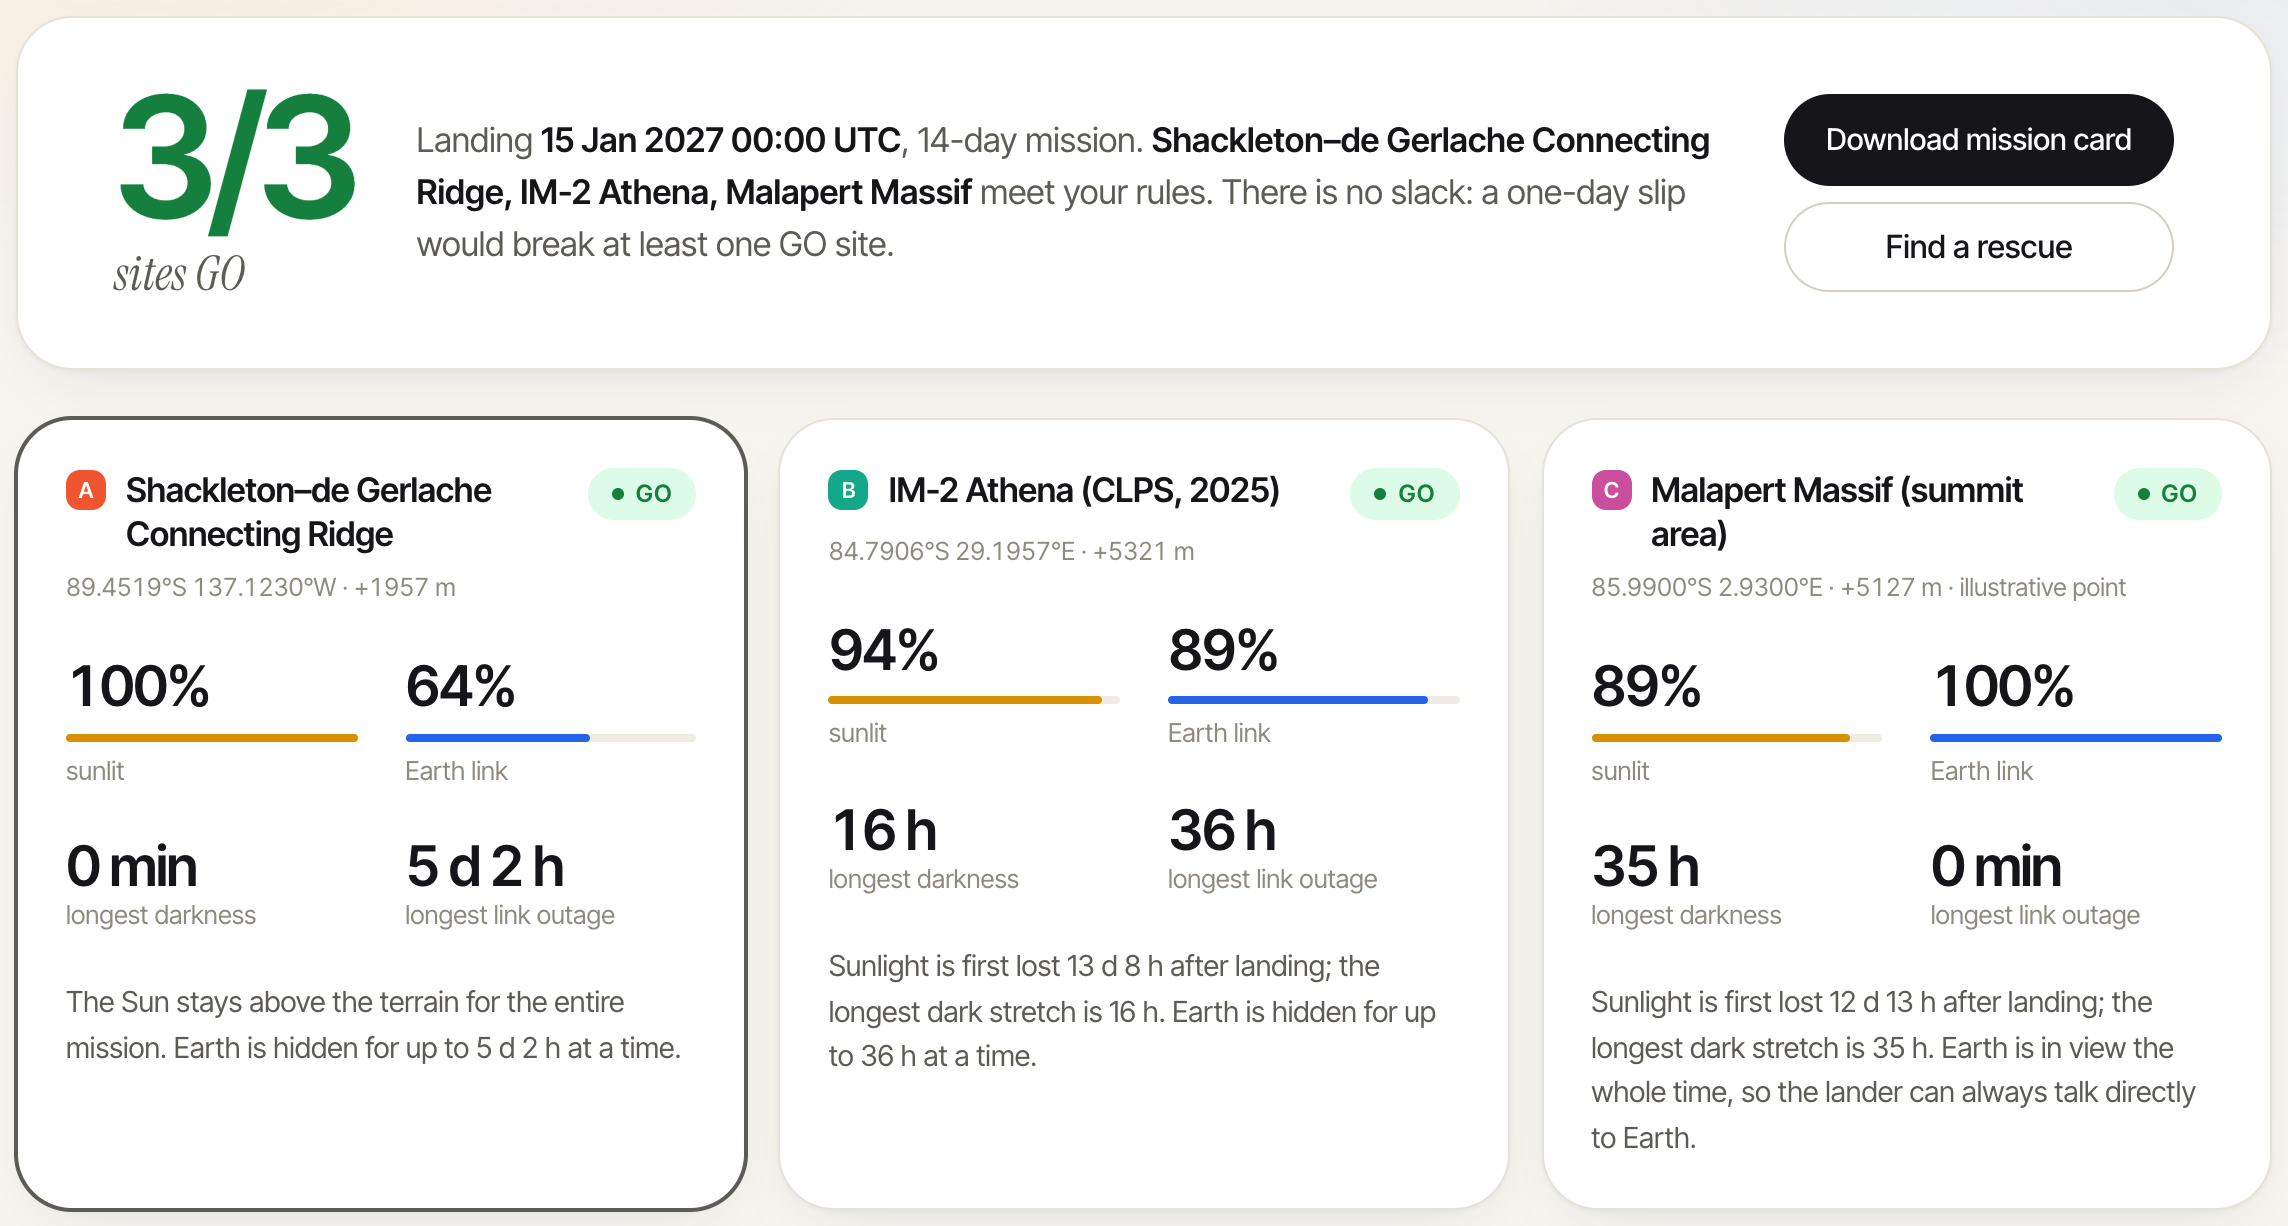 3/3
sites GO
Landing 15 Jan 2027 00:00 UTC, 14-day mission. Shackleton–de Gerlache Connecting
Ridge, IM-2 Athena, Malapert Massif meet your rules. There is no slack: a one-day slip
would break at least one GO site.
Download mission card
Find a rescue
A
Shackleton–de Gerlache
Connecting Ridge
GO
89.4519°S 137.1230°W · +1957 m
100%
sunlit
64%
Earth link
0 min
longest darkness
5 d 2 h
longest link outage
The Sun stays above the terrain for the entire
mission. Earth is hidden for up to 5 d 2 h at a time.
B
IM-2 Athena (CLPS, 2025)
GO
84.7906°S 29.1957°E · +5321 m
94%
sunlit
89%
Earth link
16 h
longest darkness
36 h
longest link outage
Sunlight is first lost 13 d 8 h after landing; the
longest dark stretch is 16 h. Earth is hidden for up
to 36 h at a time.
C
Malapert Massif (summit
area)
GO
85.9900°S 2.9300°E · +5127 m · illustrative point
89%
sunlit
100%
Earth link
35 h
longest darkness
0 min
longest link outage
Sunlight is first lost 12 d 13 h after landing; the
longest dark stretch is 35 h. Earth is in view the
whole time, so the lander can always talk directly
to Earth.